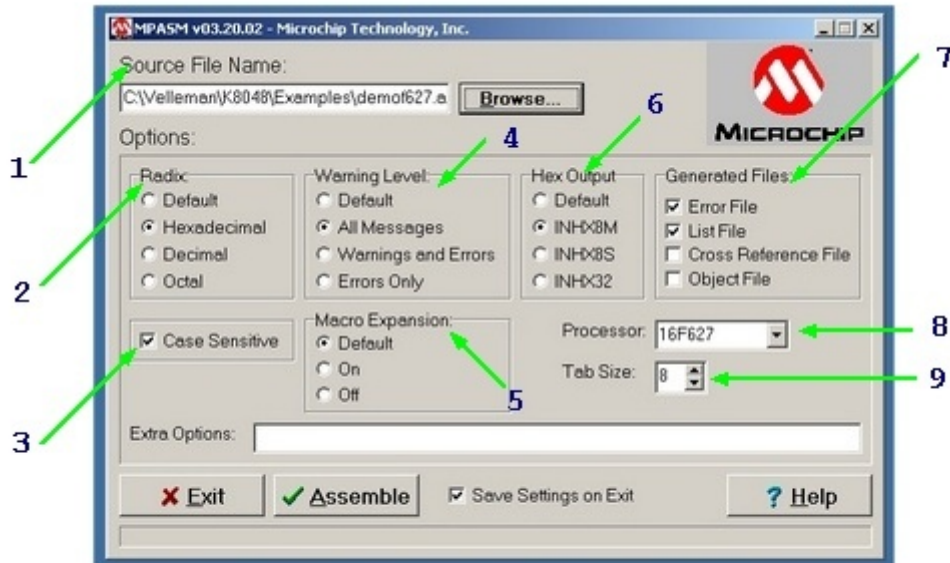 MPASM v03.20.02 - Microchip Technology, Inc.
1
Source File Name:
C:\Velleman\K8048\Examples\demof627.a
Browse...
6
7
MICROCHIP
Options:
4
Radix:
Default
Hexadecimal
Decimal
Octal
2
Warning Level:
Default
All Messages
Warnings and Errors
Errors Only
Hex Output
Default
INHX8M
INHX8S
INHX32
Generated Files:
Error File
List File
Cross Reference File
Object File
Case Sensitive
3
Macro Expansion:
Default
On
Off
5
Processor: 16F627
8
Tab Size: 8
9
Extra Options:
Exit
Assemble
Save Settings on Exit
? Help